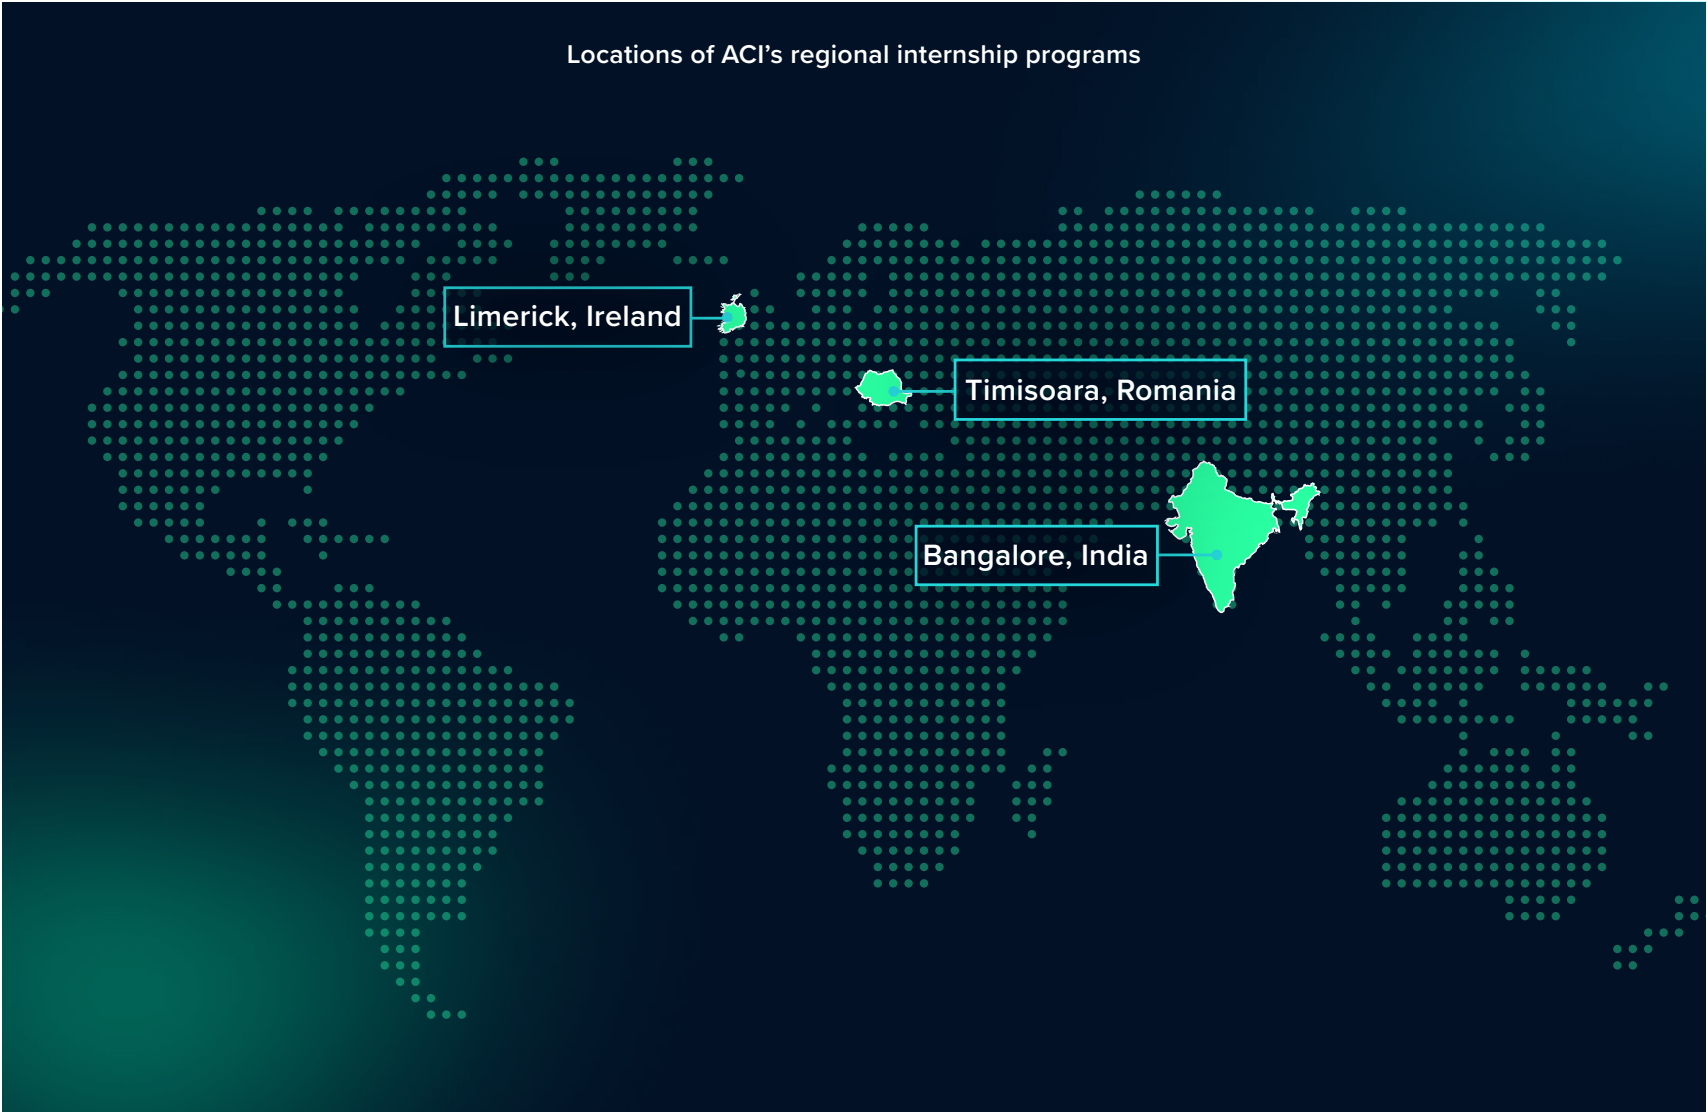 Locations of ACI’s regional internship programs
Limerick, Ireland
Timisoara, Romania
Bangalore, India